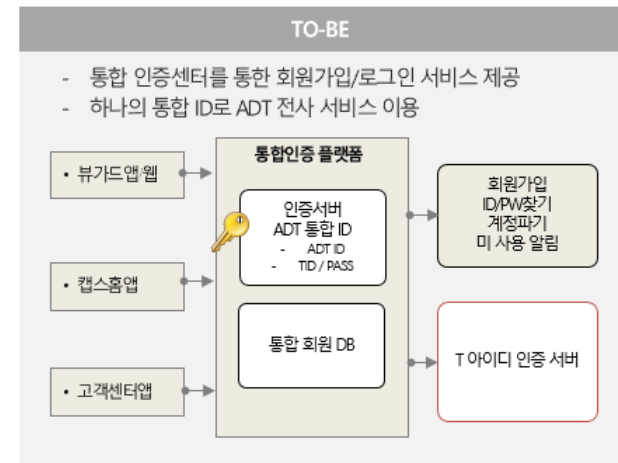 TO-BE
- 통합 인증센터를 통한 회원가입/로그인 서비스 제공
- 하나의 통합 ID로 ADT 전사 서비스 이용
통합인증 플랫폼
• 뷰가드앱·웹
인증서버
ADT 통합 ID
- ADT ID
- TID / PASS
회원가입
ID/PW찾기
계정파기
미 사용 알림
• 캡스홈앱
통합 회원 DB
T 아이디 인증 서버
• 고객센터앱